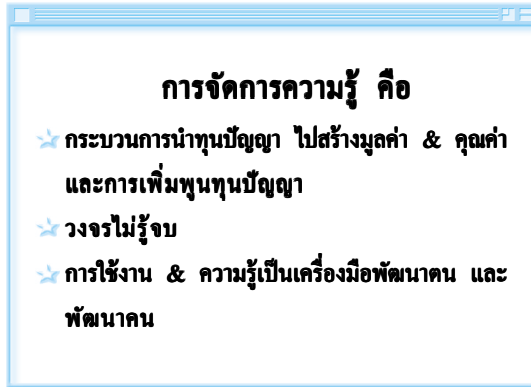 การจัดการความรู้ คือ
กระบวนการนำทุนปัญญา ไปสร้างมูลค่า & คุณค่า
และการเพิ่มพูนทุนปัญญา
วงจรไม่รู้จบ
การใช้งาน & ความรู้เป็นเครื่องมือพัฒนาตน และ
พัฒนาคน